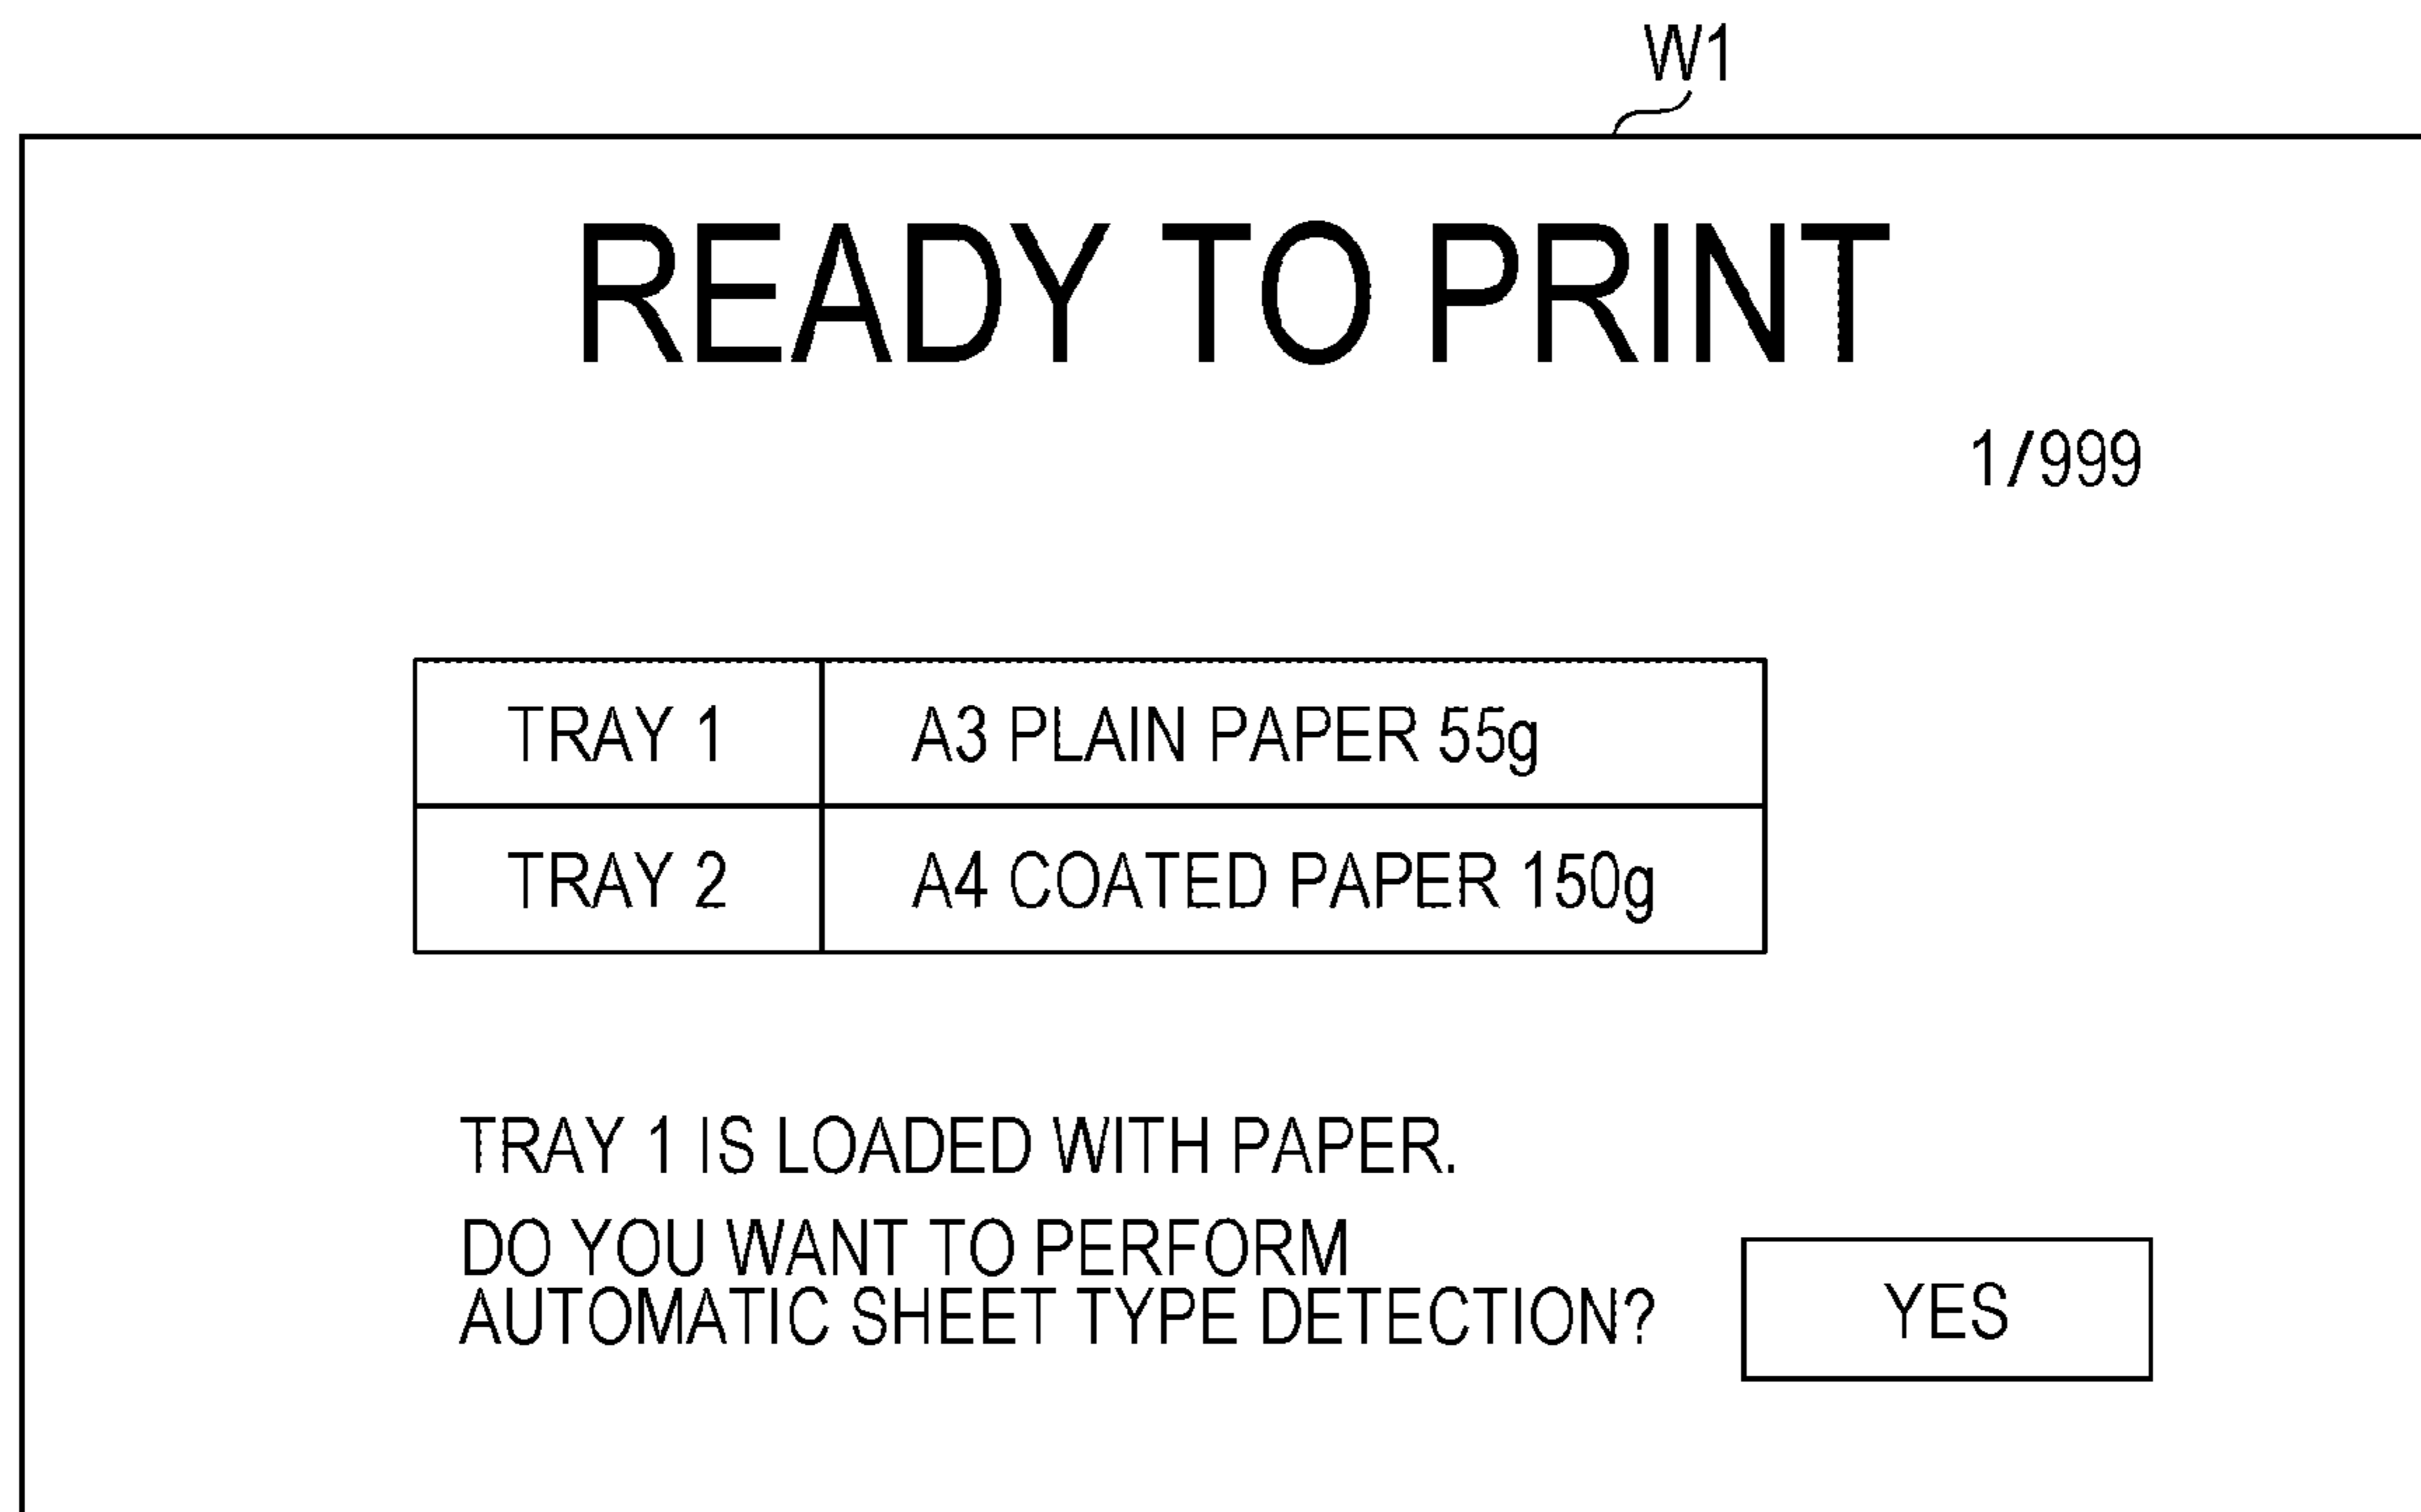 W1
READY TO PRINT
1/999
TRAY 1 A3 PLAIN PAPER 55g
TRAY 2 A4 COATED PAPER 150g
TRAY 1 IS LOADED WITH PAPER.
DO YOU WANT TO PERFORM
AUTOMATIC SHEET TYPE DETECTION?
YES